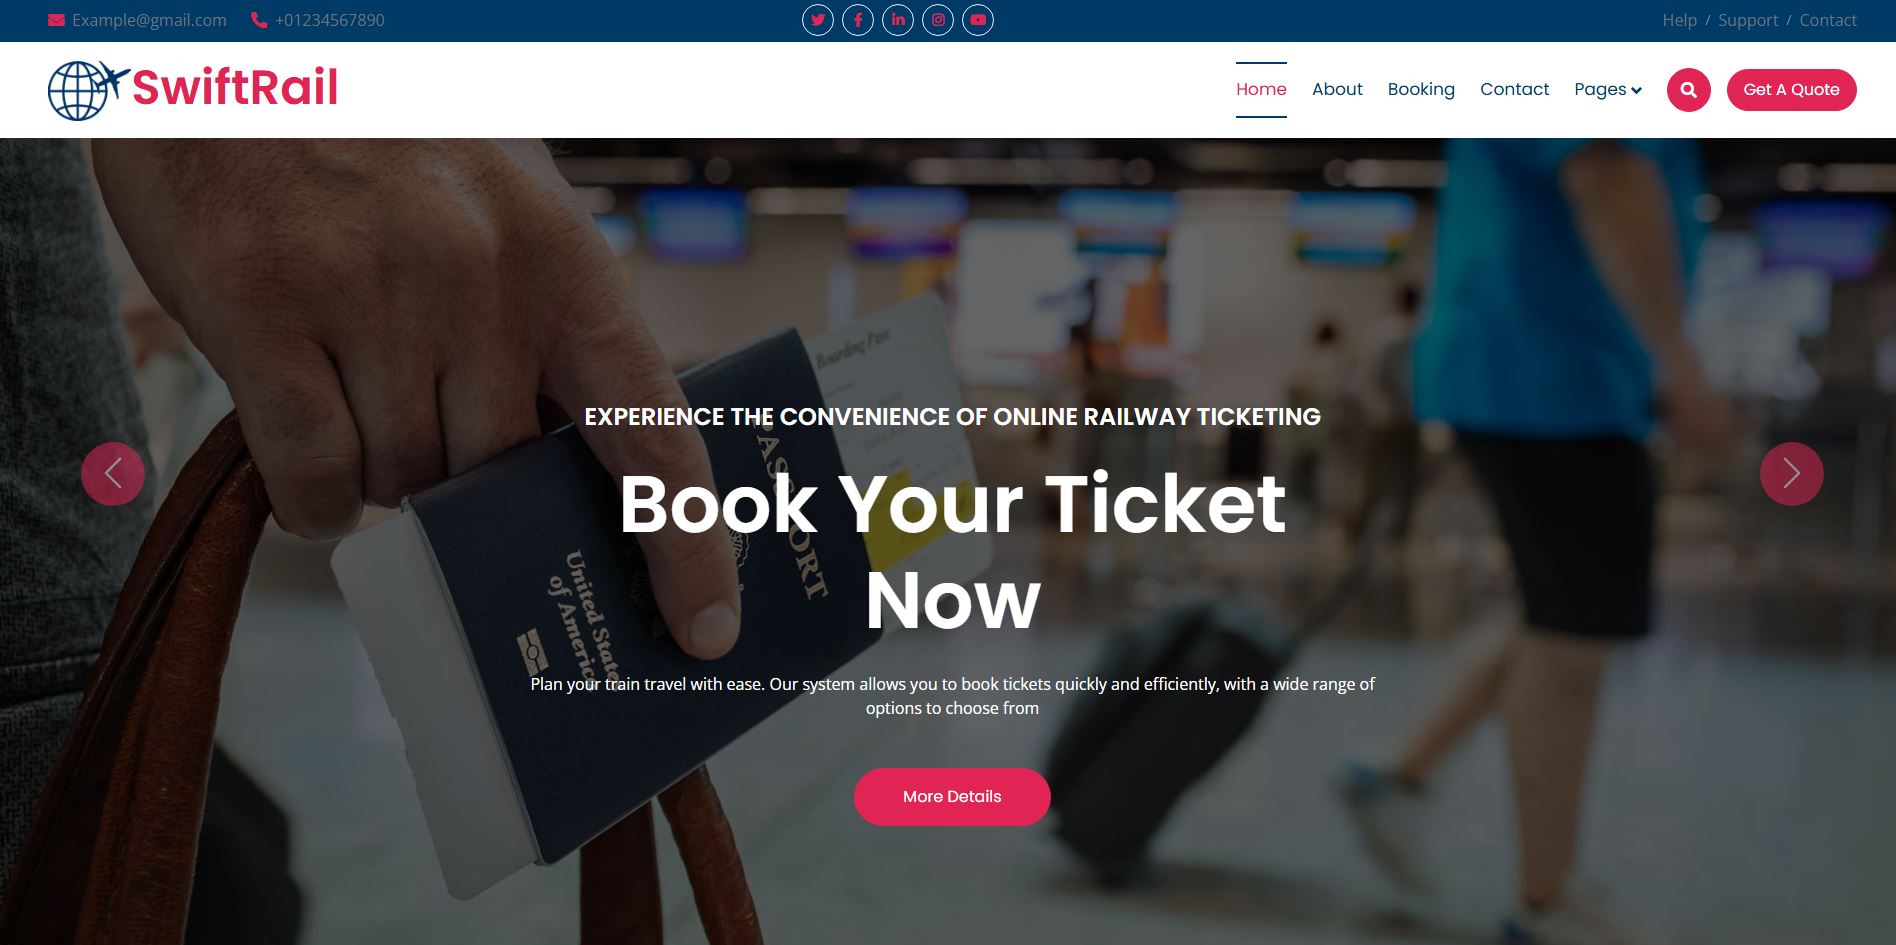 Example@gmail.com +01234567890 Help / Support / Contact
SwiftRail Home About Booking Contact Pages Get A Quote
Boarding Pass
EXPERIENCE THE CONVENIENCE OF ONLINE RAILWAY TICKETING
PASSPORT
Book Your Ticket
Now
United States
of America
Plan your train travel with ease. Our system allows you to book tickets quickly and efficiently, with a wide range of
options to choose from
More Details